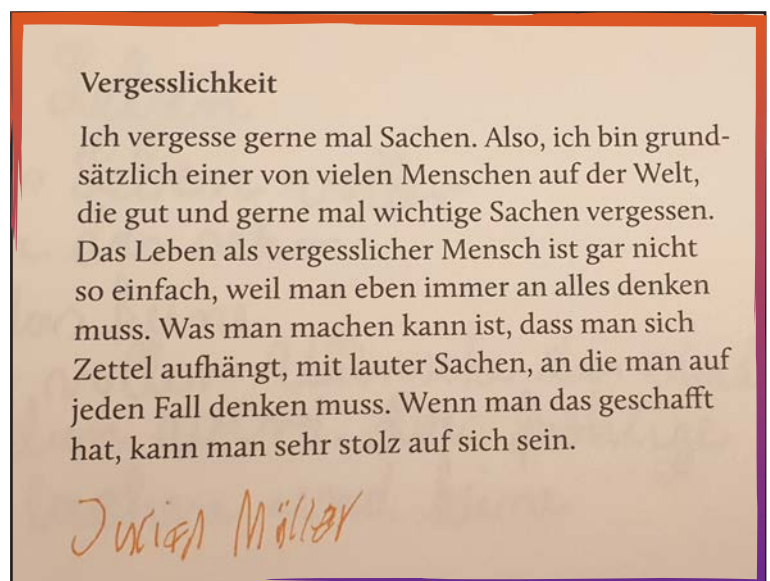 Vergesslichkeit
Ich vergesse gerne mal Sachen. Also, ich bin grund-
sätzlich einer von vielen Menschen auf der Welt,
die gut und gerne mal wichtige Sachen vergessen.
Das Leben als vergesslicher Mensch ist gar nicht
so einfach, weil man eben immer an alles denken
muss. Was man machen kann ist, dass man sich
Zettel aufhängt, mit lauter Sachen, an die man auf
jeden Fall denken muss. Wenn man das geschafft
hat, kann man sehr stolz auf sich sein.
Möller